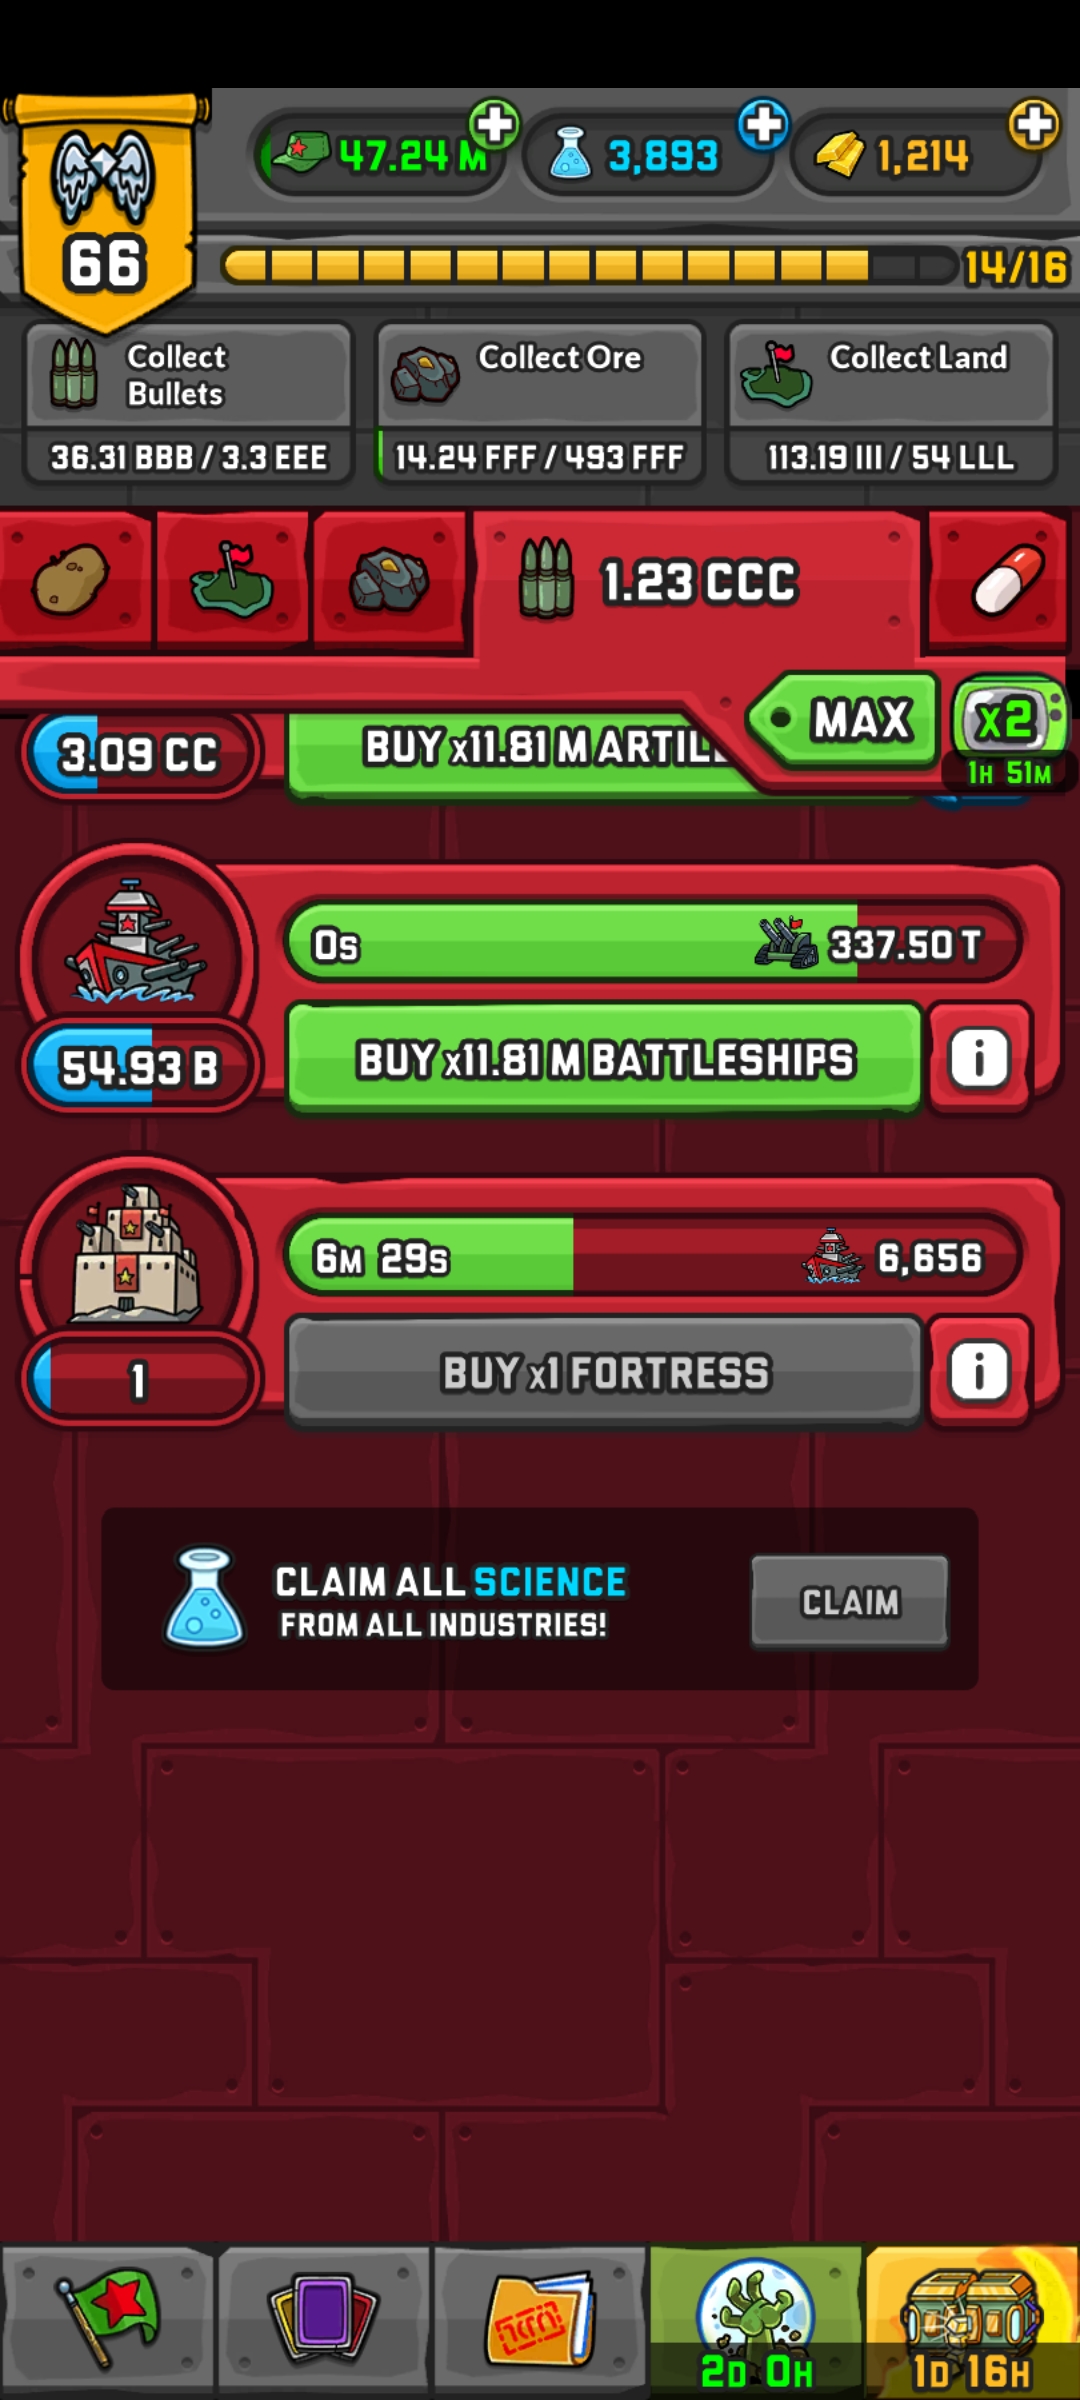 47.24 M
3,893
1,214
66
14/16
Collect
Bullets
36.31 BBB / 3.3 EEE
Collect Ore
14.24 FFF / 493 FFF
Collect Land
113.19 III / 54 LLL
1.23 CCC
MAX
x2
1H 51M
3.09 CC
BUY x11.81 M ARTILL
0s
337.50 T
54.93 B
BUY x11.81 M BATTLESHIPS
i
6M 29s
6,656
1
BUY x1 FORTRESS
i
CLAIM ALL SCIENCE
FROM ALL INDUSTRIES!
CLAIM
2D 0H
1D 16H